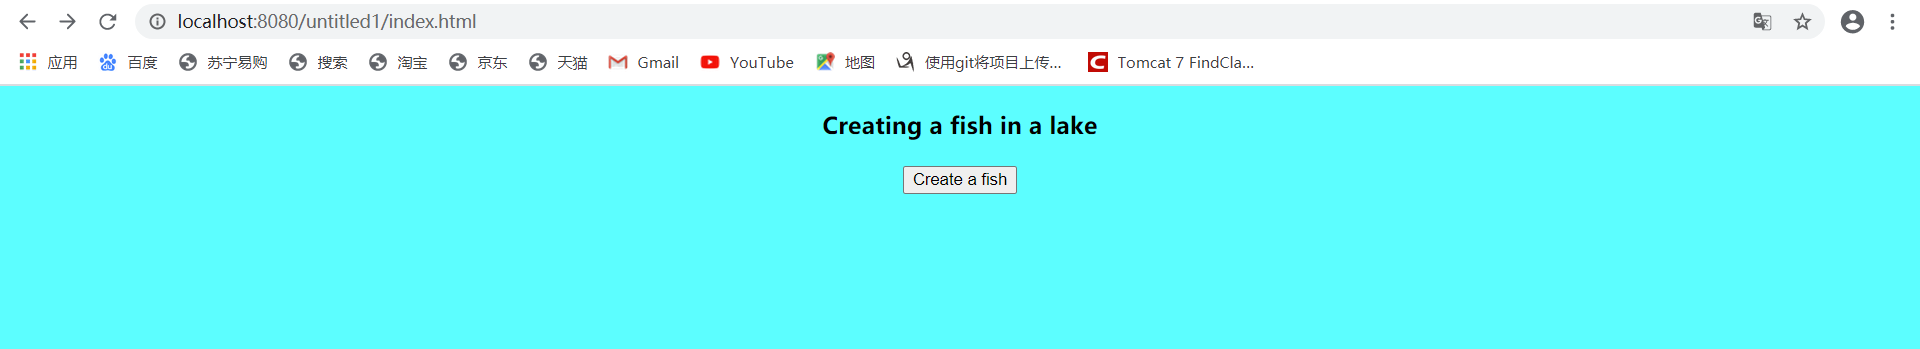 localhost:8080/untitled1/index.html
应用 百度 苏宁易购 搜索 淘宝 京东 天猫 Gmail YouTube 地图 使用git将项目上传... Tomcat 7 FindCla...
Creating a fish in a lake
Create a fish